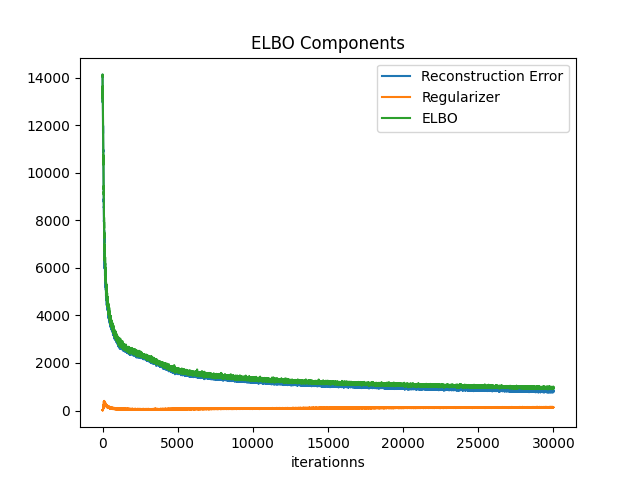 ELBO Components
Reconstruction Error
Regularizer
ELBO
14000
12000
10000
8000
6000
4000
2000
0
0 5000 10000 15000 20000 25000 30000
iterationns